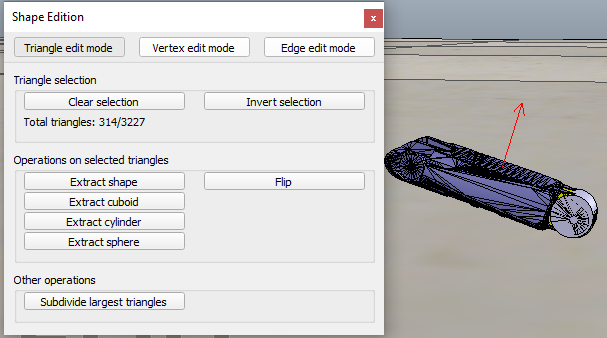 Shape Edition
x
Triangle edit mode
Vertex edit mode
Edge edit mode
Triangle selection
Clear selection
Invert selection
Total triangles: 314/3227
Operations on selected triangles
Extract shape
Flip
Extract cuboid
Extract cylinder
Extract sphere
Other operations
Subdivide largest triangles